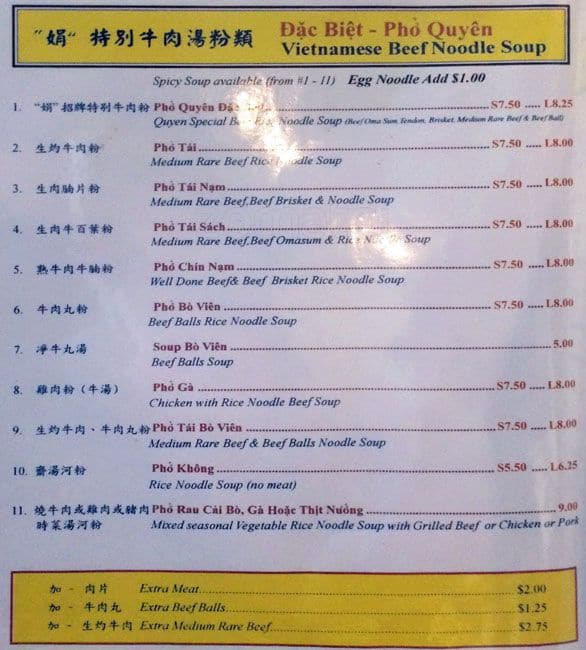 "娟" 特別牛肉湯粉類 Đặc Biệt - Phở Quyên
Vietnamese Beef Noodle Soup
Spicy Soup available (from #1 - 11) Egg Noodle Add $1.00
1. "娟"招牌特別牛肉粉 Phở Quyên Đặc S7.50 ..... L8.25
Quyen Special Noodle Soup (Beef Oma Sum, Tendon, Brisket, Medium Rare Beef & Beef Ball)
2. 生灼牛肉粉 Phở Tái S7.50 ..... L8.00
Medium Rare Beef Rice Noodle Soup
3. 生肉腩片粉 Phở Tái Nạm S7.50 ..... L8.00
Medium Rare Beef,Beef Brisket & Noodle Soup
4. 生肉牛百葉粉 Phở Tái Sách S7.50 ..... L8.00
Medium Rare Beef,Beef Omasum & Rice Noodle Soup
5. 熟牛肉牛腩粉 Phở Chín Nạm S7.50 ..... L8.00
Well Done Beef& Beef Brisket Rice Noodle Soup
6. 牛肉丸粉 Phở Bò Viên S7.50 ..... L8.00
Beef Balls Rice Noodle Soup
7. 淨牛丸湯 Soup Bò Viên 5.00
Beef Balls Soup
8. 雞肉粉（牛湯） Phở Gà S7.50 ..... L8.00
Chicken with Rice Noodle Beef Soup
9. 生灼牛肉、牛肉丸粉 Phở Tái Bò Viên S7.50 ..... L8.00
Medium Rare Beef & Beef Balls Noodle Soup
10. 齋湯河粉 Phở Không S5.50 ..... L6.25
Rice Noodle Soup (no meat)
11. 燒牛肉或雞肉或豬肉 Phở Rau Cải Bò, Gà Hoặc Thịt Nướng 9.00
時菜湯河粉 Mixed seasonal Vegetable Rice Noodle Soup with Grilled Beef or Chicken or Pork
加 - 肉片 Extra Meat $2.00
加 - 牛肉丸 Extra Beef Balls $1.25
加 - 生灼牛肉 Extra Medium Rare Beef $2.75